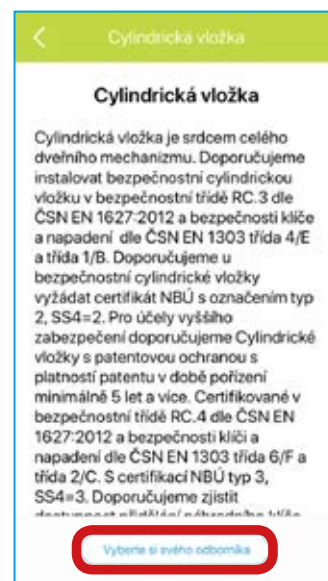 Cylindrická vložka
Cylindrická vložka
Cylindrická vložka je srdcem celého
dveřního mechanizmu. Doporučujeme
instalovat bezpečnostní cylindrickou
vložku v bezpečnostní třídě RC.3 dle
ČSN EN 1627:2012 a bezpečnosti klíče
a napadení dle ČSN EN 1303 třída 4/E
a třída 1/B. Doporučujeme u
bezpečnostní cylindrické vložky
vyžádat certifikát NBÚ s označením typ
2, SS4=2. Pro účely vyššího
zabezpečení doporučujeme Cylindrické
vložky s patentovou ochranou s
platností patentu v době pořízení
minimálně 5 let a více. Certifikované v
bezpečnostní třídě RC.4 dle ČSN EN
1627:2012 a bezpečnosti klíči a
napadení dle ČSN EN 1303 třída 6/F a
třída 2/C. S certifikací NBÚ typ 3,
SS4=3. Doporučujeme zjistit
Vyberte si svého odborníka